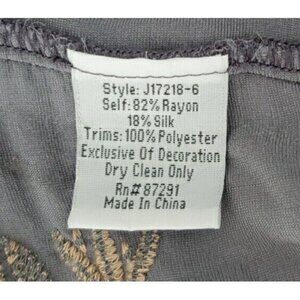 Style: J17218-6
Self: 82% Rayon
18% Silk
Trims: 100% Polyester
Exclusive Of Decoration
Dry Clean Only
Rn# 87291
Made In China